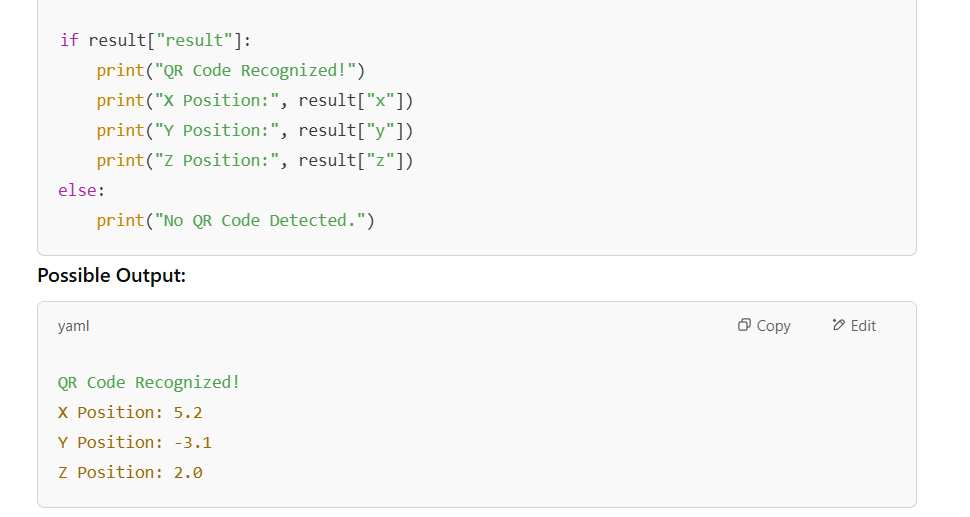 if result["result"]:
    print("QR Code Recognized!")
    print("X Position:", result["x"])
    print("Y Position:", result["y"])
    print("Z Position:", result["z"])
else:
    print("No QR Code Detected.")
Possible Output:
yaml Copy Edit
QR Code Recognized!
X Position: 5.2
Y Position: -3.1
Z Position: 2.0